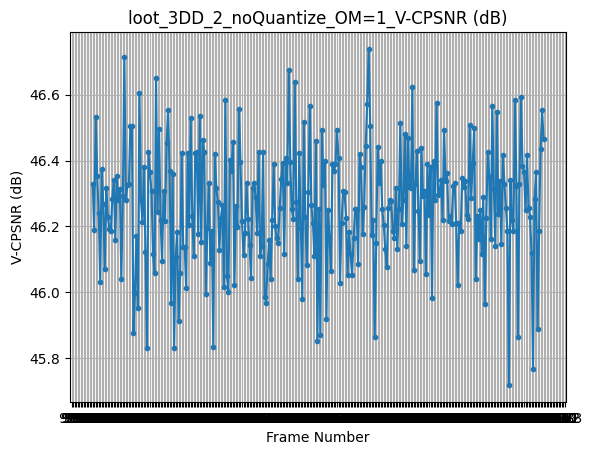 loot_3DD_2_noQuantize_OM=1_V-CPSNR (dB)
V-CPSNR (dB)
46.6
46.4
46.2
46.0
45.8
Frame Number